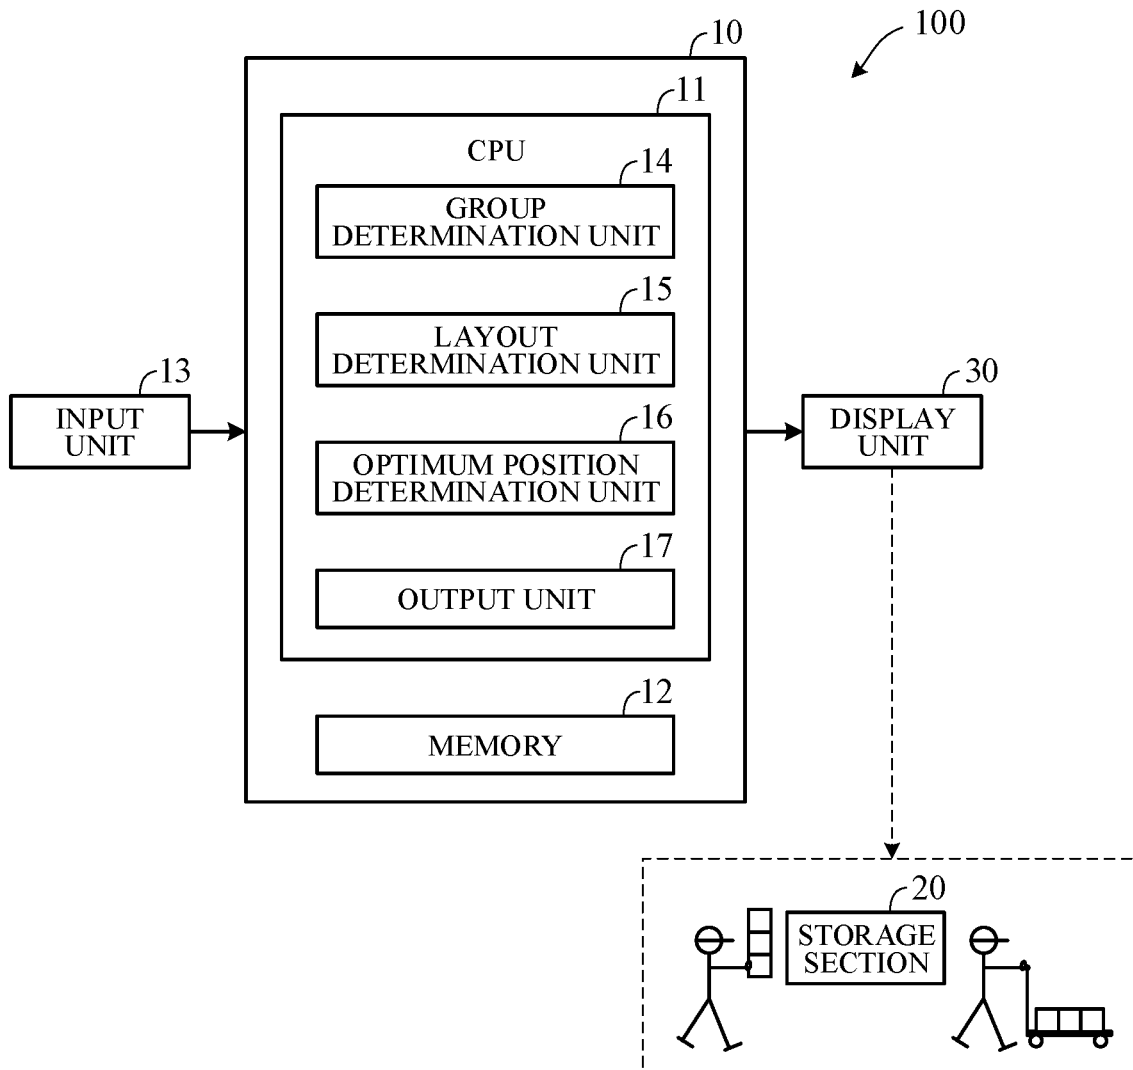 100
10
11
CPU
14
GROUP
DETERMINATION UNIT
15
LAYOUT
DETERMINATION UNIT
13
INPUT
UNIT
30
DISPLAY
UNIT
16
OPTIMUM POSITION
DETERMINATION UNIT
17
OUTPUT UNIT
12
MEMORY
20
STORAGE
SECTION